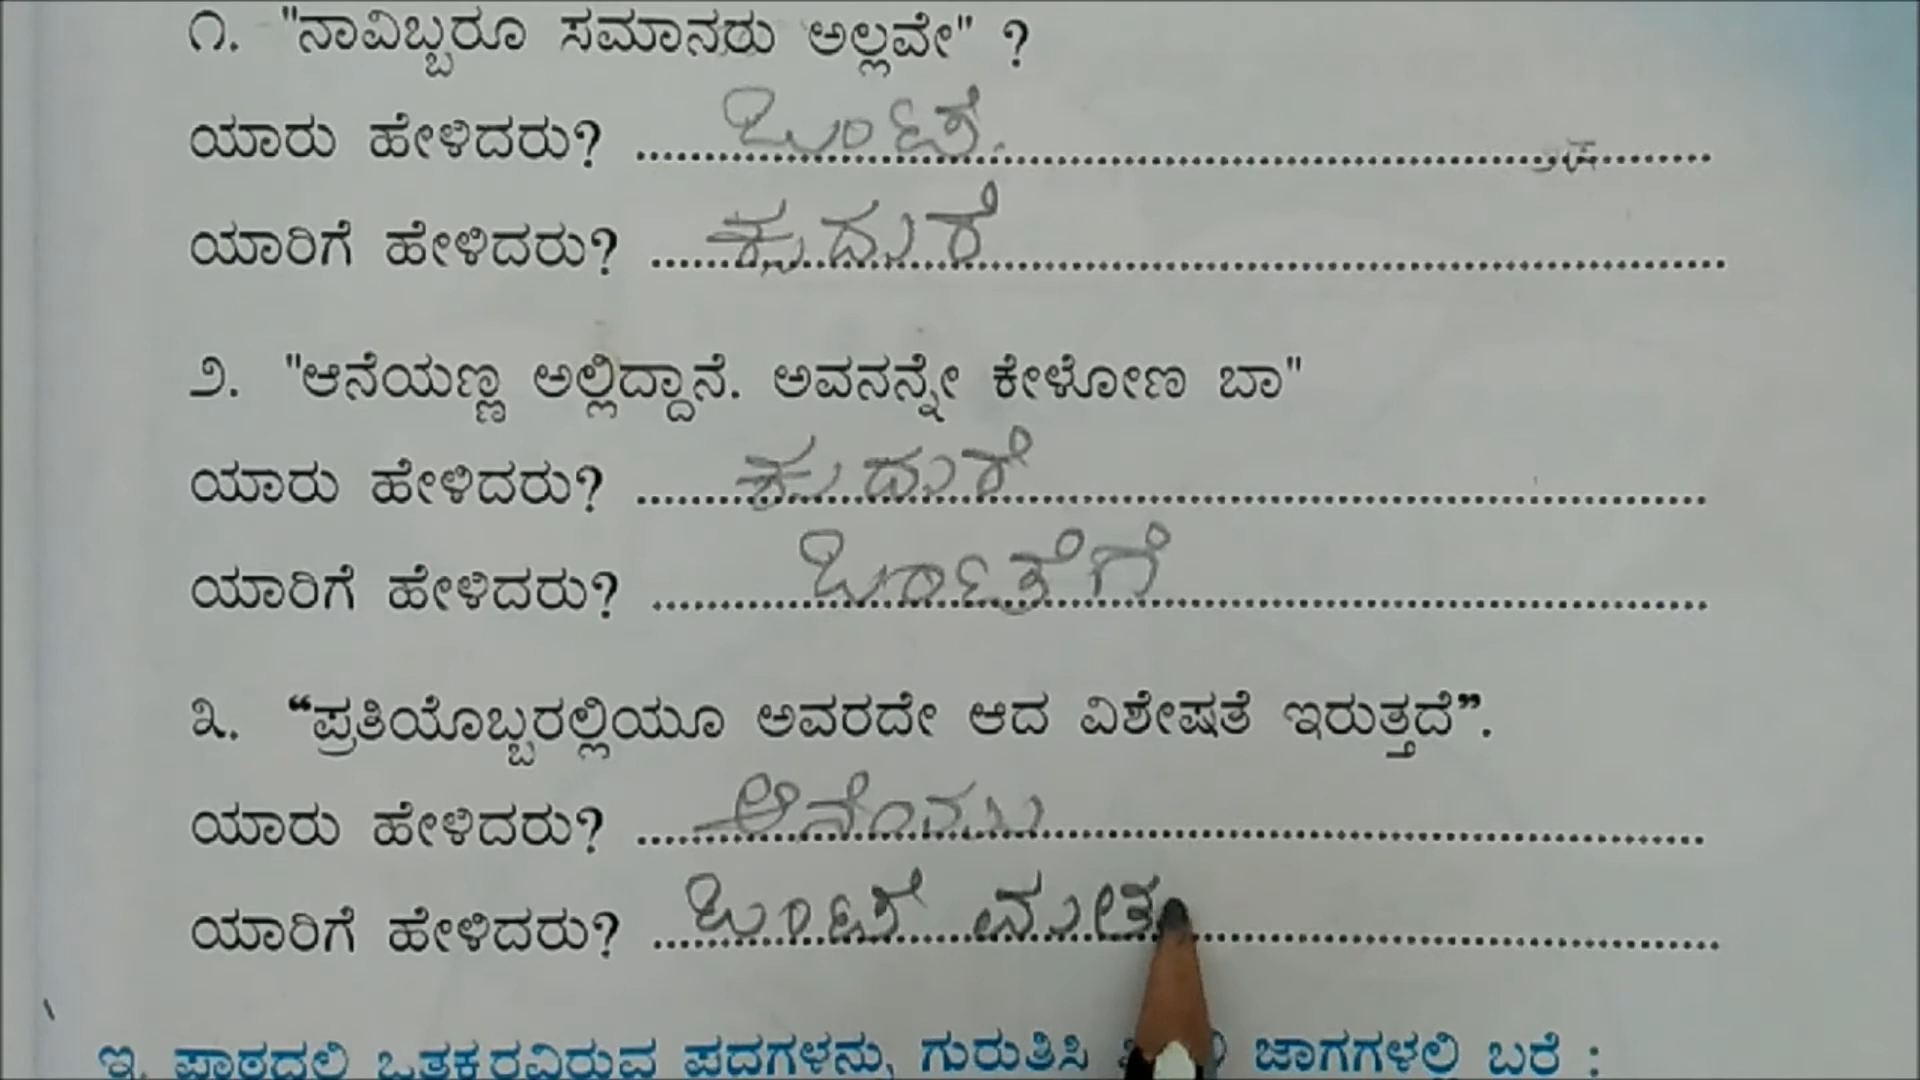 ೧. "ನಾವಿಬ್ಬರೂ ಸಮಾನರು ಅಲ್ಲವೇ" ?
ಯಾರು ಹೇಳಿದರು? ಒಂಟೆ.
ಯಾರಿಗೆ ಹೇಳಿದರು? ಕುದುರೆ
೨. "ಆನೆಯಣ್ಣ ಅಲ್ಲಿದ್ದಾನೆ. ಅವನನ್ನೇ ಕೇಳೋಣ ಬಾ"
ಯಾರು ಹೇಳಿದರು? ಕುದುರೆ
ಯಾರಿಗೆ ಹೇಳಿದರು? ಒಂಟೆಗೆ
೩. “ಪ್ರತಿಯೊಬ್ಬರಲ್ಲಿಯೂ ಅವರದೇ ಆದ ವಿಶೇಷತೆ ಇರುತ್ತದೆ”.
ಯಾರು ಹೇಳಿದರು? ಆನೆಯು
ಯಾರಿಗೆ ಹೇಳಿದರು? ಒಂಟೆ
ಇ. ಪಾಠದಲ್ಲಿ ಒತ್ತಕ್ಷರವಿರುವ ಪದಗಳನ್ನು ಗುರುತಿಸಿ ಜಾಗಗಳಲ್ಲಿ ಬರೆ :